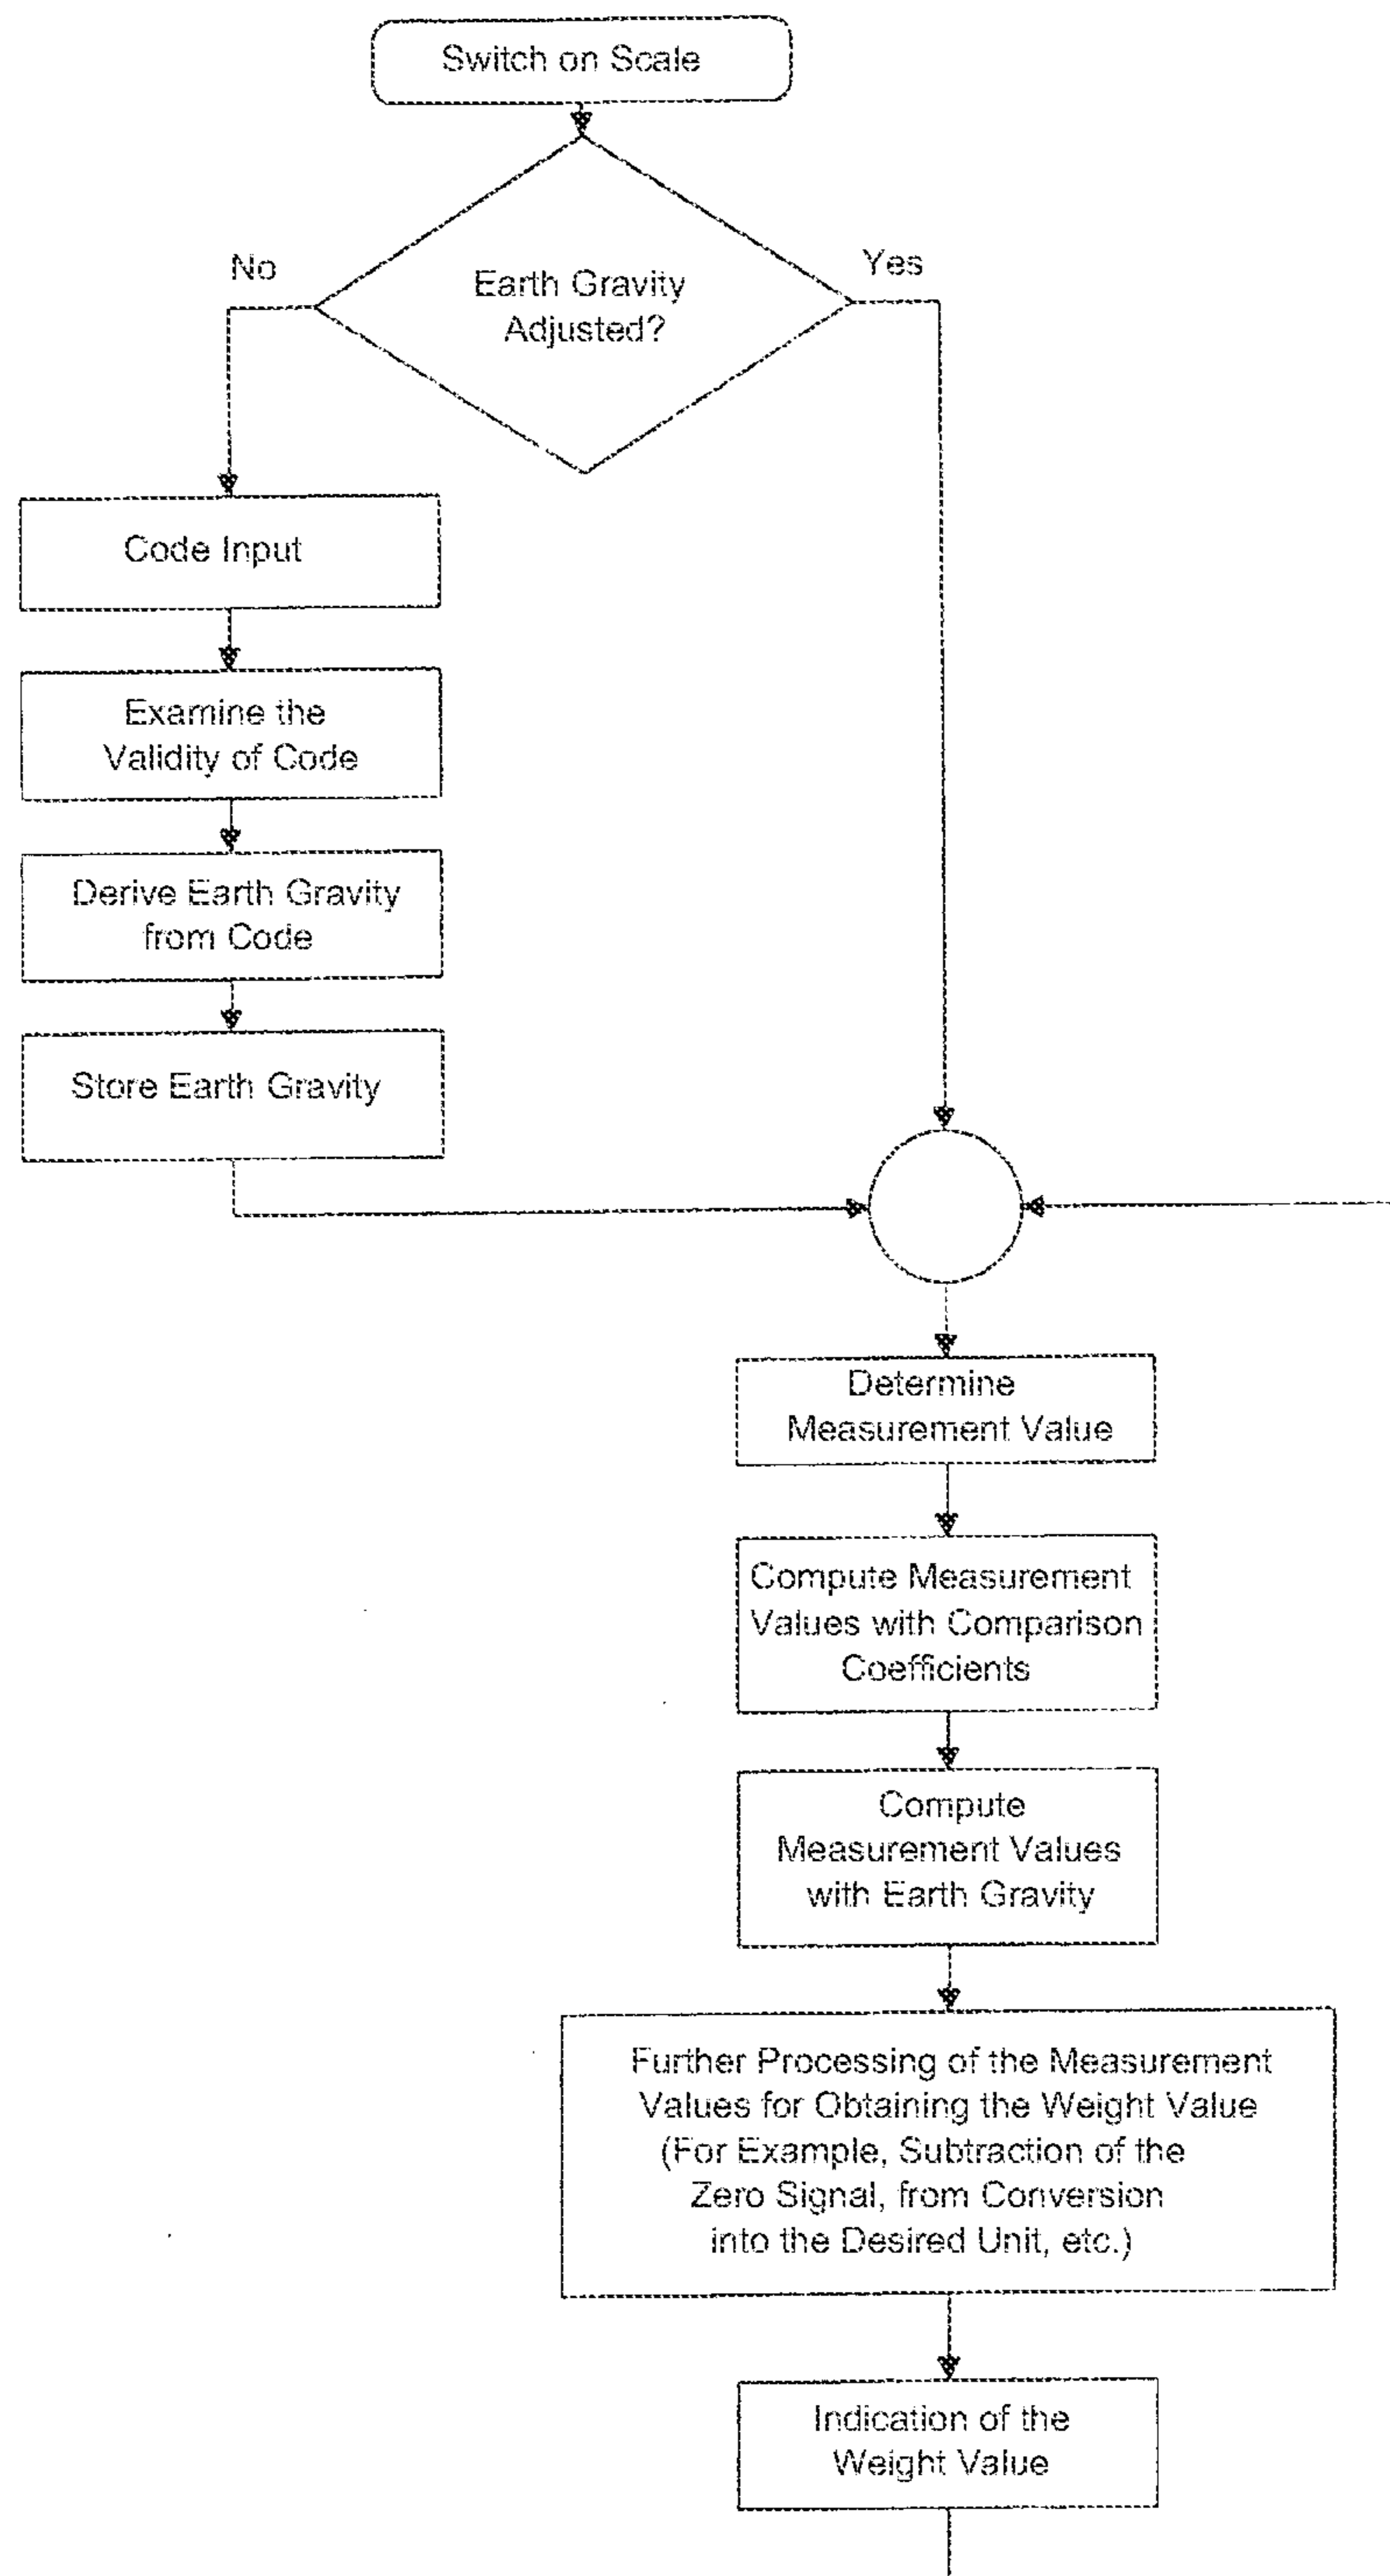 Switch on Scale
No
Yes
Earth Gravity
Adjusted?
Code Input
Examine the
Validity of Code
Derive Earth Gravity
from Code
Store Earth Gravity
Determine
Measurement Value
Compute Measurement
Values with Comparison
Coefficients
Compute
Measurement Values
with Earth Gravity
Further Processing of the Measurement
Values for Obtaining the Weight Value
(For Example, Subtraction of the
Zero Signal, from Conversion
into the Desired Unit, etc.)
Indication of the
Weight Value